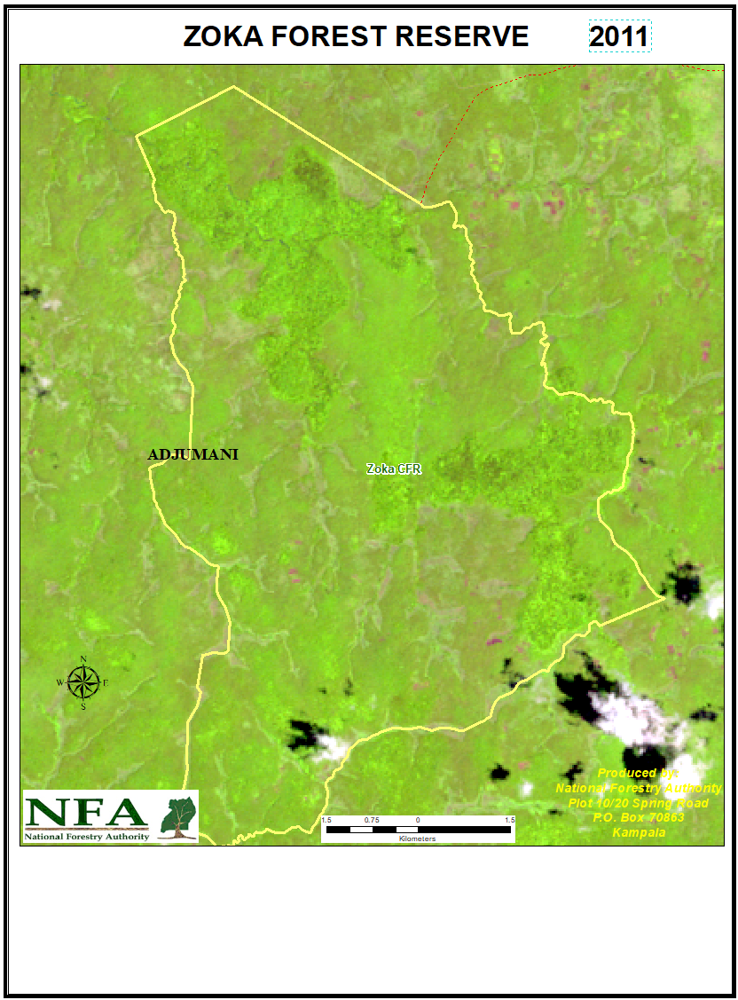 ZOKA FOREST RESERVE 2011
ADJUMANI
Zoka CFR
N
W E
S
NFA
National Forestry Authority
1.5 0.75 0 1.5
Kilometers
Produced by:
National Forestry Authority
Plot 10/20 Spring Road
P.O. Box 70863
Kampala